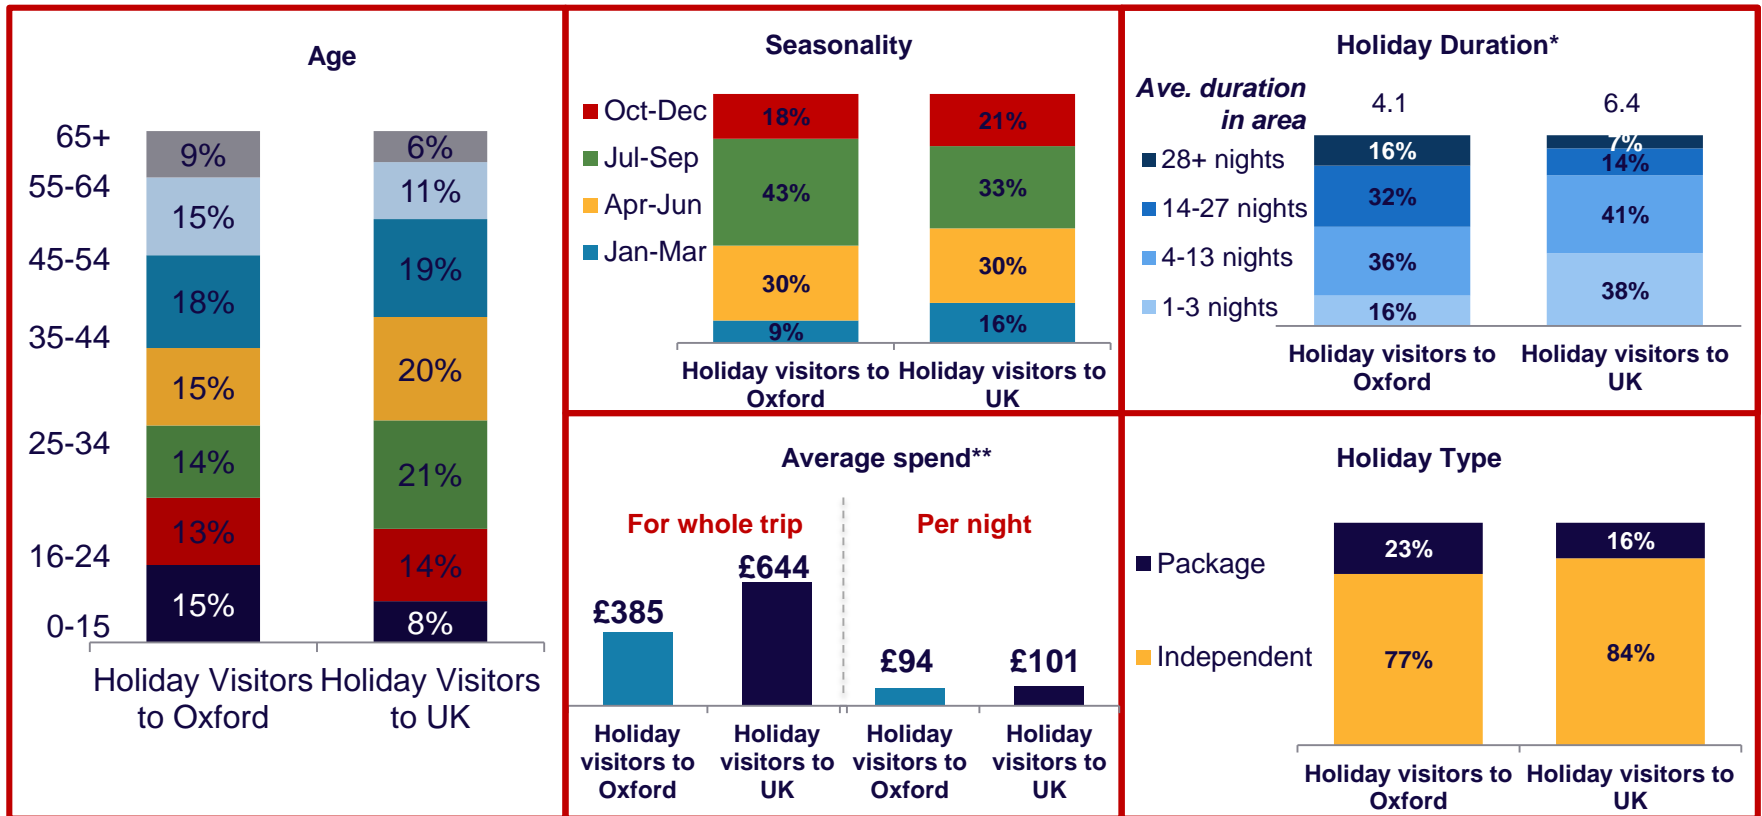 Age
65+
55-64
45-54
35-44
25-34
16-24
0-15
9%
15%
18%
15%
14%
13%
15%
6%
11%
19%
20%
21%
14%
8%
Holiday Visitors
to Oxford
Holiday Visitors
to UK
Seasonality
Oct-Dec
Jul-Sep
Apr-Jun
Jan-Mar
18%
43%
30%
9%
21%
33%
30%
16%
Holiday visitors to
Oxford
Holiday visitors to
UK
Holiday Duration*
Ave. duration
in area
4.1
6.4
28+ nights
14-27 nights
4-13 nights
1-3 nights
16%
32%
36%
16%
7%
14%
41%
38%
Holiday visitors to
Oxford
Holiday visitors to
UK
Average spend**
For whole trip
Per night
£385
£644
£94
£101
Holiday
visitors to
Oxford
Holiday
visitors to
UK
Holiday
visitors to
Oxford
Holiday
visitors to
UK
Holiday Type
Package
Independent
23%
77%
16%
84%
Holiday visitors to
Oxford
Holiday visitors to
UK